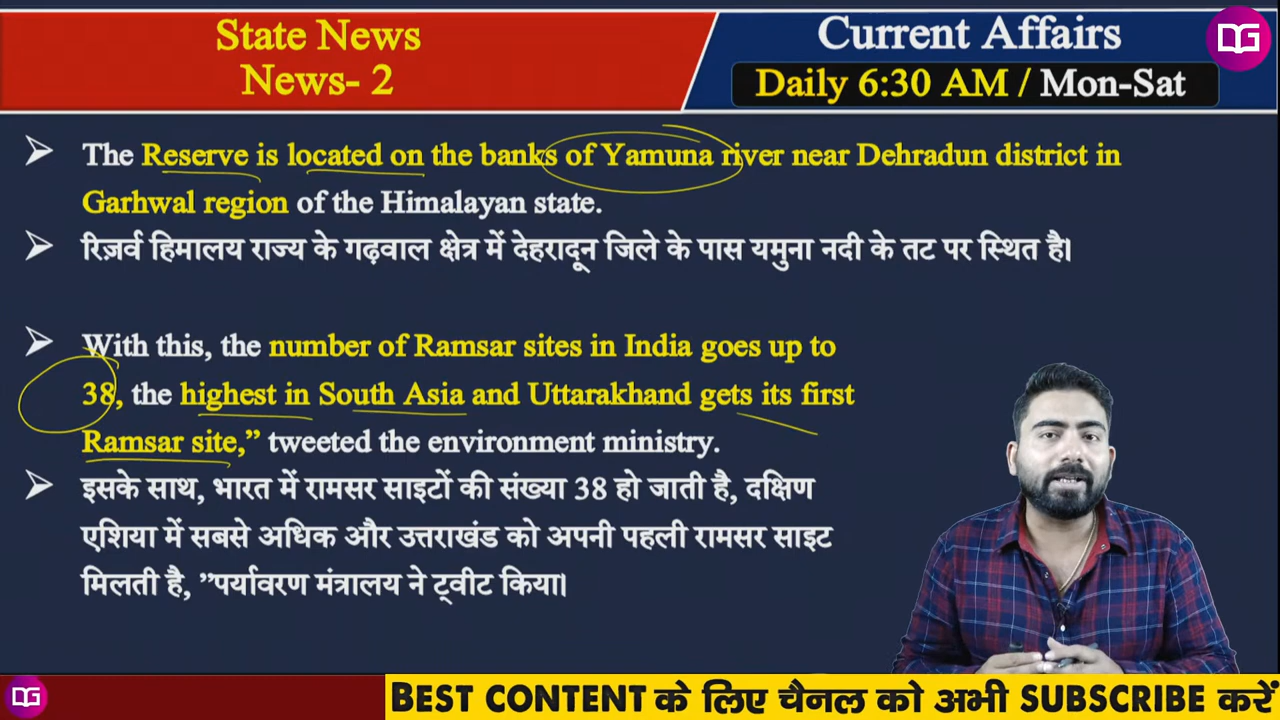 State News
News- 2
Current Affairs
Daily 6:30 AM / Mon-Sat
DG
The Reserve is located on the banks of Yamuna river near Dehradun district in
Garhwal region of the Himalayan state.
रिज़र्व हिमालय राज्य के गढ़वाल क्षेत्र में देहरादून जिले के पास यमुना नदी के तट पर स्थित है।
With this, the number of Ramsar sites in India goes up to
38, the highest in South Asia and Uttarakhand gets its first
Ramsar site,” tweeted the environment ministry.
इसके साथ, भारत में रामसर साइटों की संख्या 38 हो जाती है, दक्षिण
एशिया में सबसे अधिक और उत्तराखंड को अपनी पहली रामसर साइट
मिलती है, ”पर्यावरण मंत्रालय ने ट्वीट किया।
DG
BEST CONTENT के लिए चैनल को अभी SUBSCRIBE करें